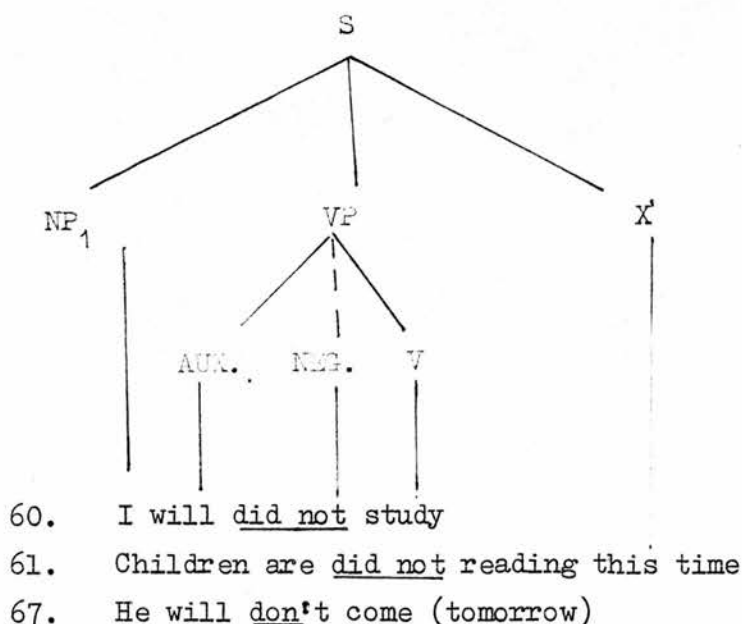 S
NP1 VP X'
AUX. NEG. V
60. I will did not study
61. Children are did not reading this time
67. He will don't come (tomorrow)